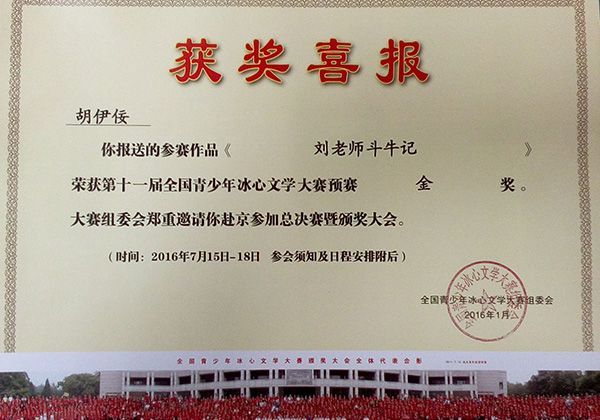 获奖喜报
胡伊佞
你报送的参赛作品《 刘老师斗牛记 》
荣获第十一届全国青少年冰心文学大赛预赛 金 奖。
大赛组委会郑重邀请你赴京参加总决赛暨颁奖大会。
（时间：2016年7月15日-18日 参会须知及日程安排附后）
全国青少年冰心文学大赛组委会
2016年1月
全国青少年冰心文学大赛颁奖大会全体代表合影